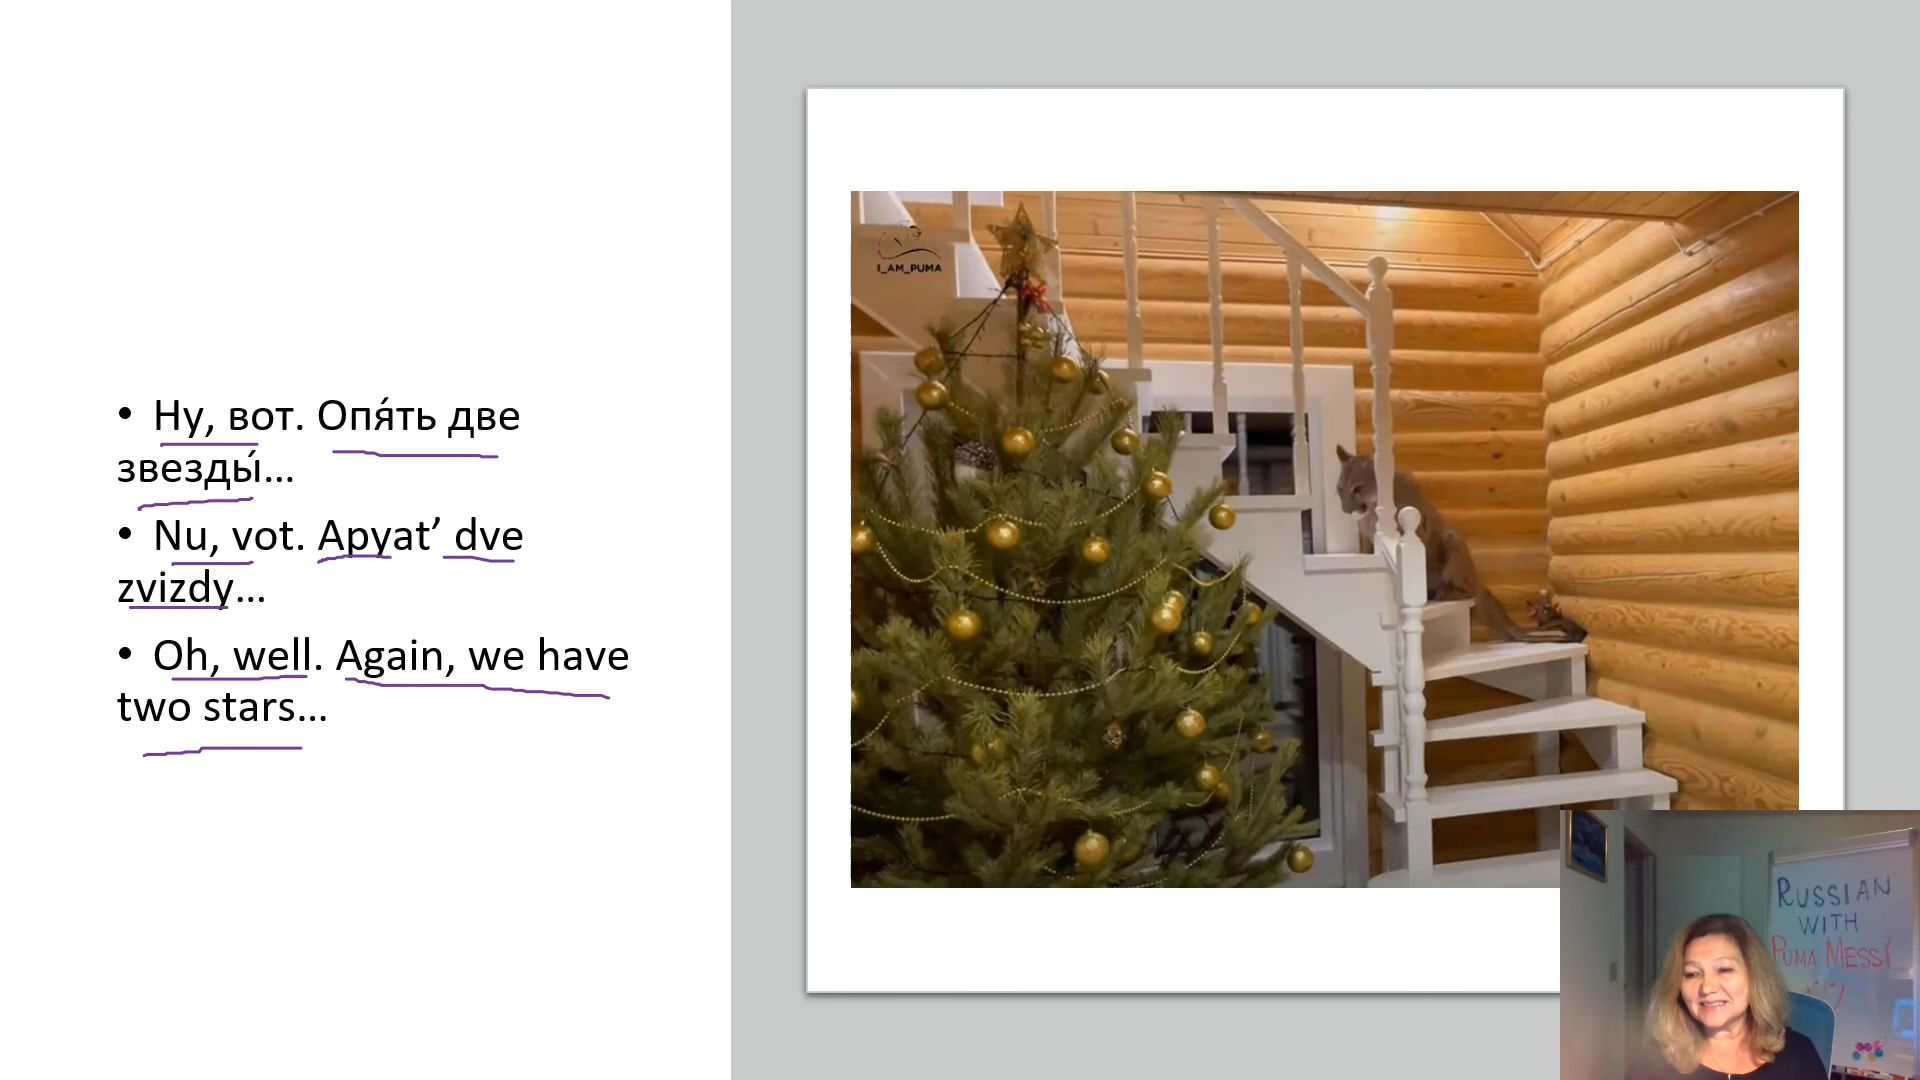 • Ну, вот. Опя́ть две
звезды́...
• Nu, vot. Apyat’ dve
zvizdy...
• Oh, well. Again, we have
two stars...
I_AM_PUMA
RUSSIAN
WITH
PUMA MESSI